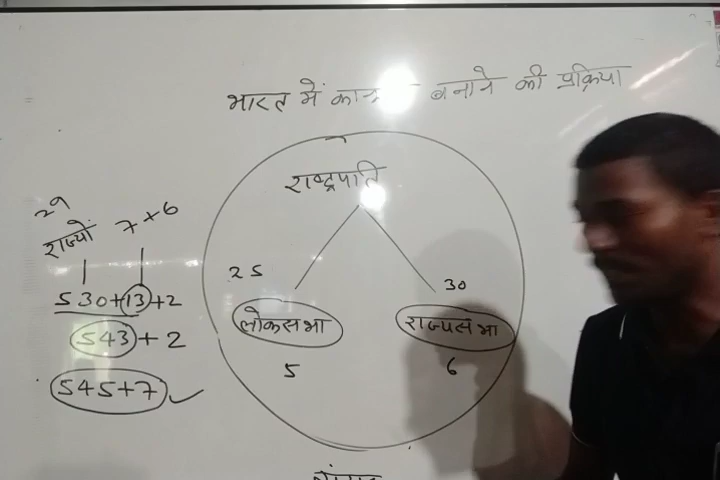 भारत में बनाने की प्रक्रिया
राष्ट्रपति
29
राज्यों 7 × 6
530+13+2
543+2
545+7
25
30
लोकसभा
राज्यसभा
5
6